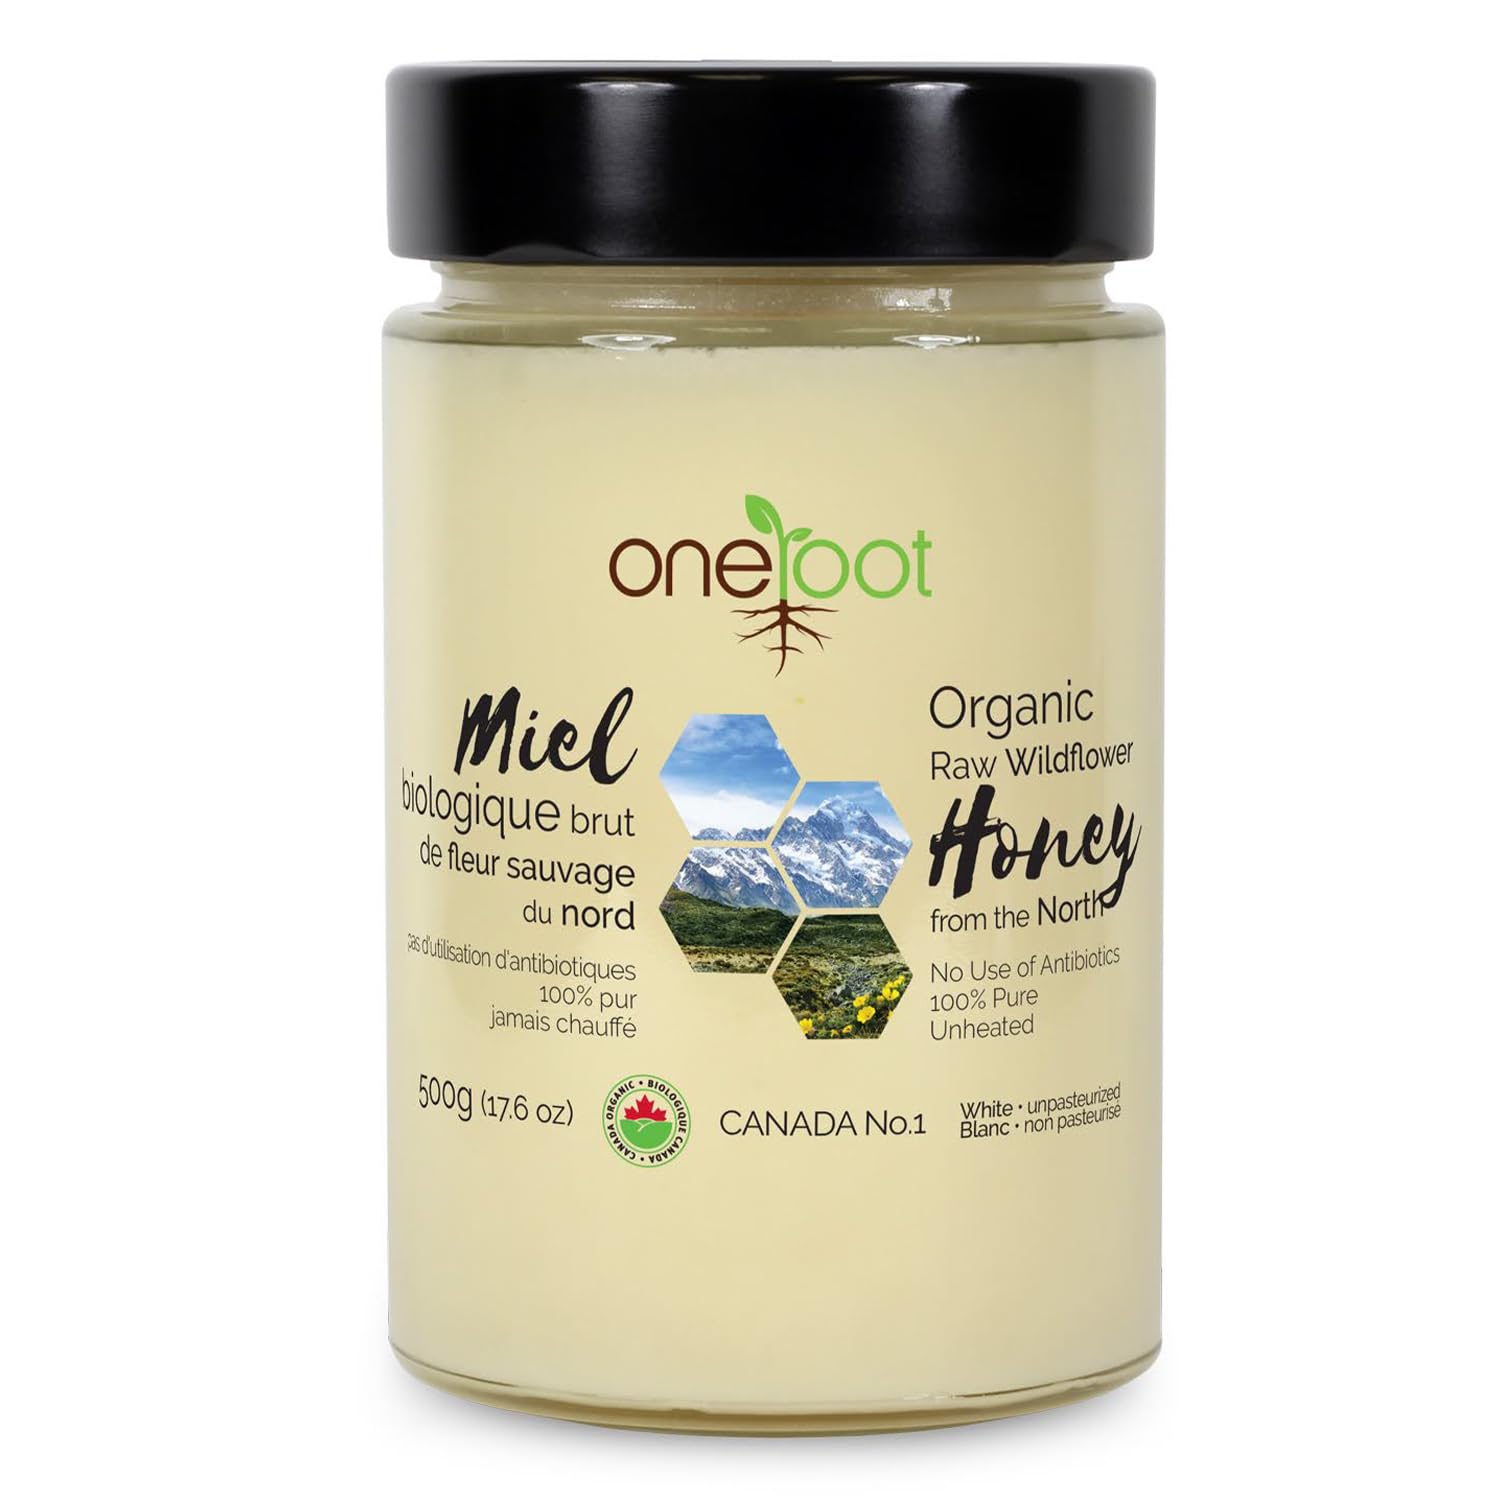 oneroot
Miel
biologique brut
de fleur sauvage
du nord
pas d'utilisation d'antibiotiques
100% pur
jamais chauffé
Organic
Raw Wildflower
Honey
from the North
No Use of Antibiotics
100% Pure
Unheated
500g (17.6 oz)
CANADA ORGANIC • BIOLOGIQUE CANADA •
CANADA No.1
White • unpasteurized
Blanc • non pasteurisé